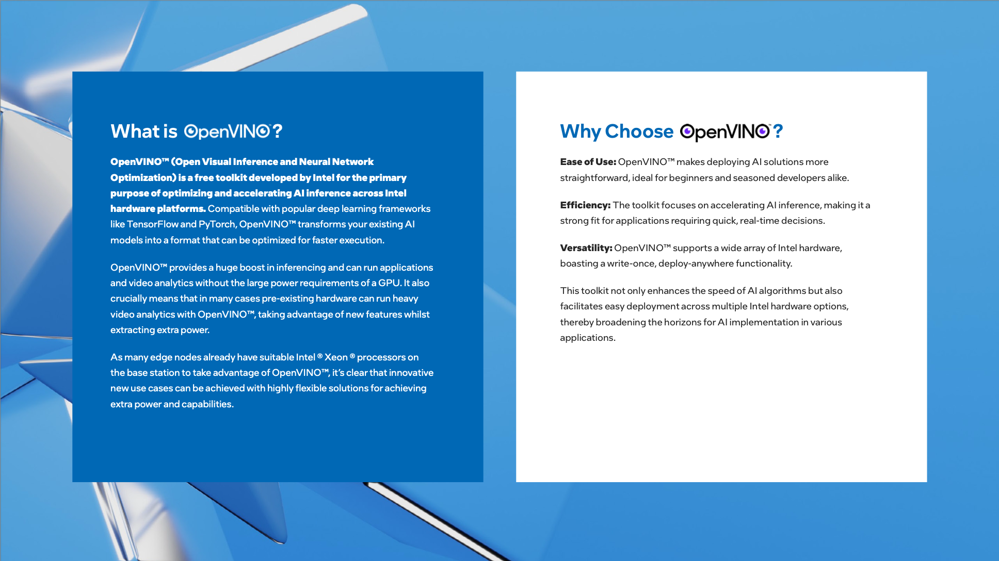 What is OpenVINO™?
OpenVINO™ (Open Visual Inference and Neural Network
Optimization) is a free toolkit developed by Intel for the primary
purpose of optimizing and accelerating AI inference across Intel
hardware platforms. Compatible with popular deep learning frameworks
like TensorFlow and PyTorch, OpenVINO™ transforms your existing AI
models into a format that can be optimized for faster execution.
OpenVINO™ provides a huge boost in inferencing and can run applications
and video analytics without the large power requirements of a GPU. It also
crucially means that in many cases pre-existing hardware can run heavy
video analytics with OpenVINO™, taking advantage of new features whilst
extracting extra power.
As many edge nodes already have suitable Intel ® Xeon ® processors on
the base station to take advantage of OpenVINO™, it's clear that innovative
new use cases can be achieved with highly flexible solutions for achieving
extra power and capabilities.
Why Choose OpenVINO™?
Ease of Use: OpenVINO™ makes deploying AI solutions more
straightforward, ideal for beginners and seasoned developers alike.
Efficiency: The toolkit focuses on accelerating AI inference, making it a
strong fit for applications requiring quick, real-time decisions.
Versatility: OpenVINO™ supports a wide array of Intel hardware,
boasting a write-once, deploy-anywhere functionality.
This toolkit not only enhances the speed of AI algorithms but also
facilitates easy deployment across multiple Intel hardware options,
thereby broadening the horizons for AI implementation in various
applications.